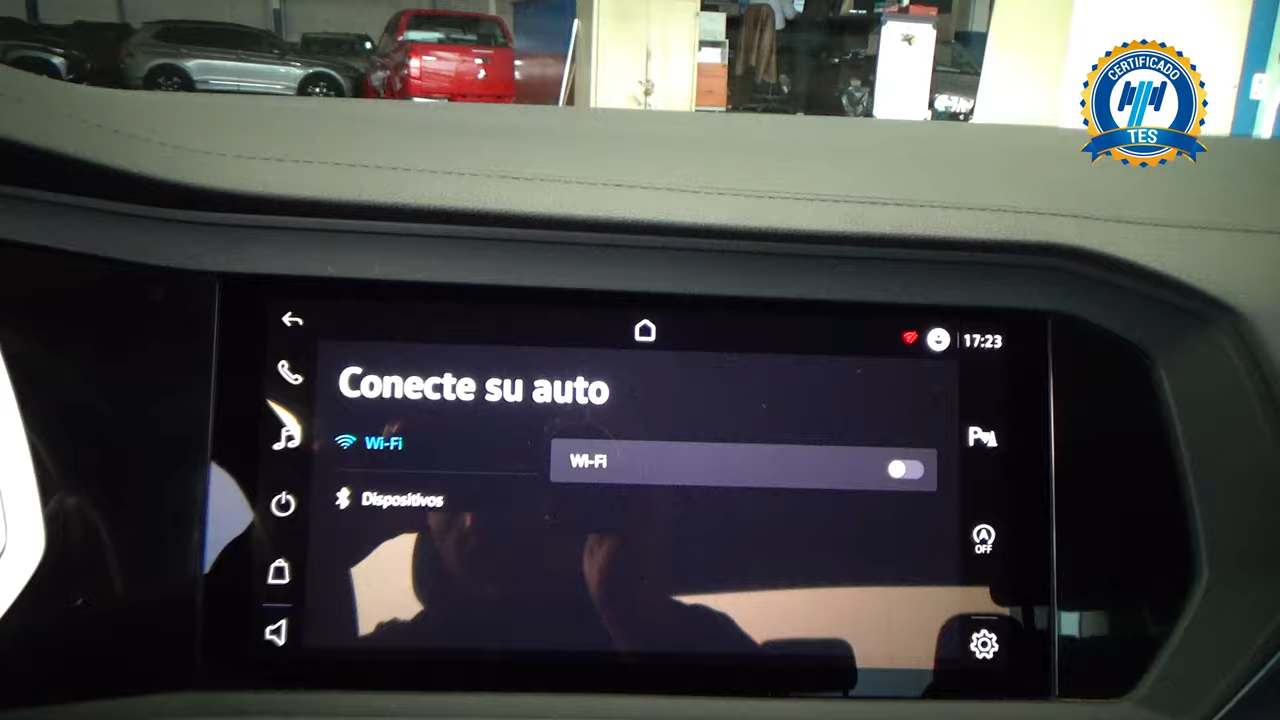 CERTIFICADO
TES
17:23
Conecte su auto
Wi-Fi
Wi-Fi
Dispositivos
A
OFF